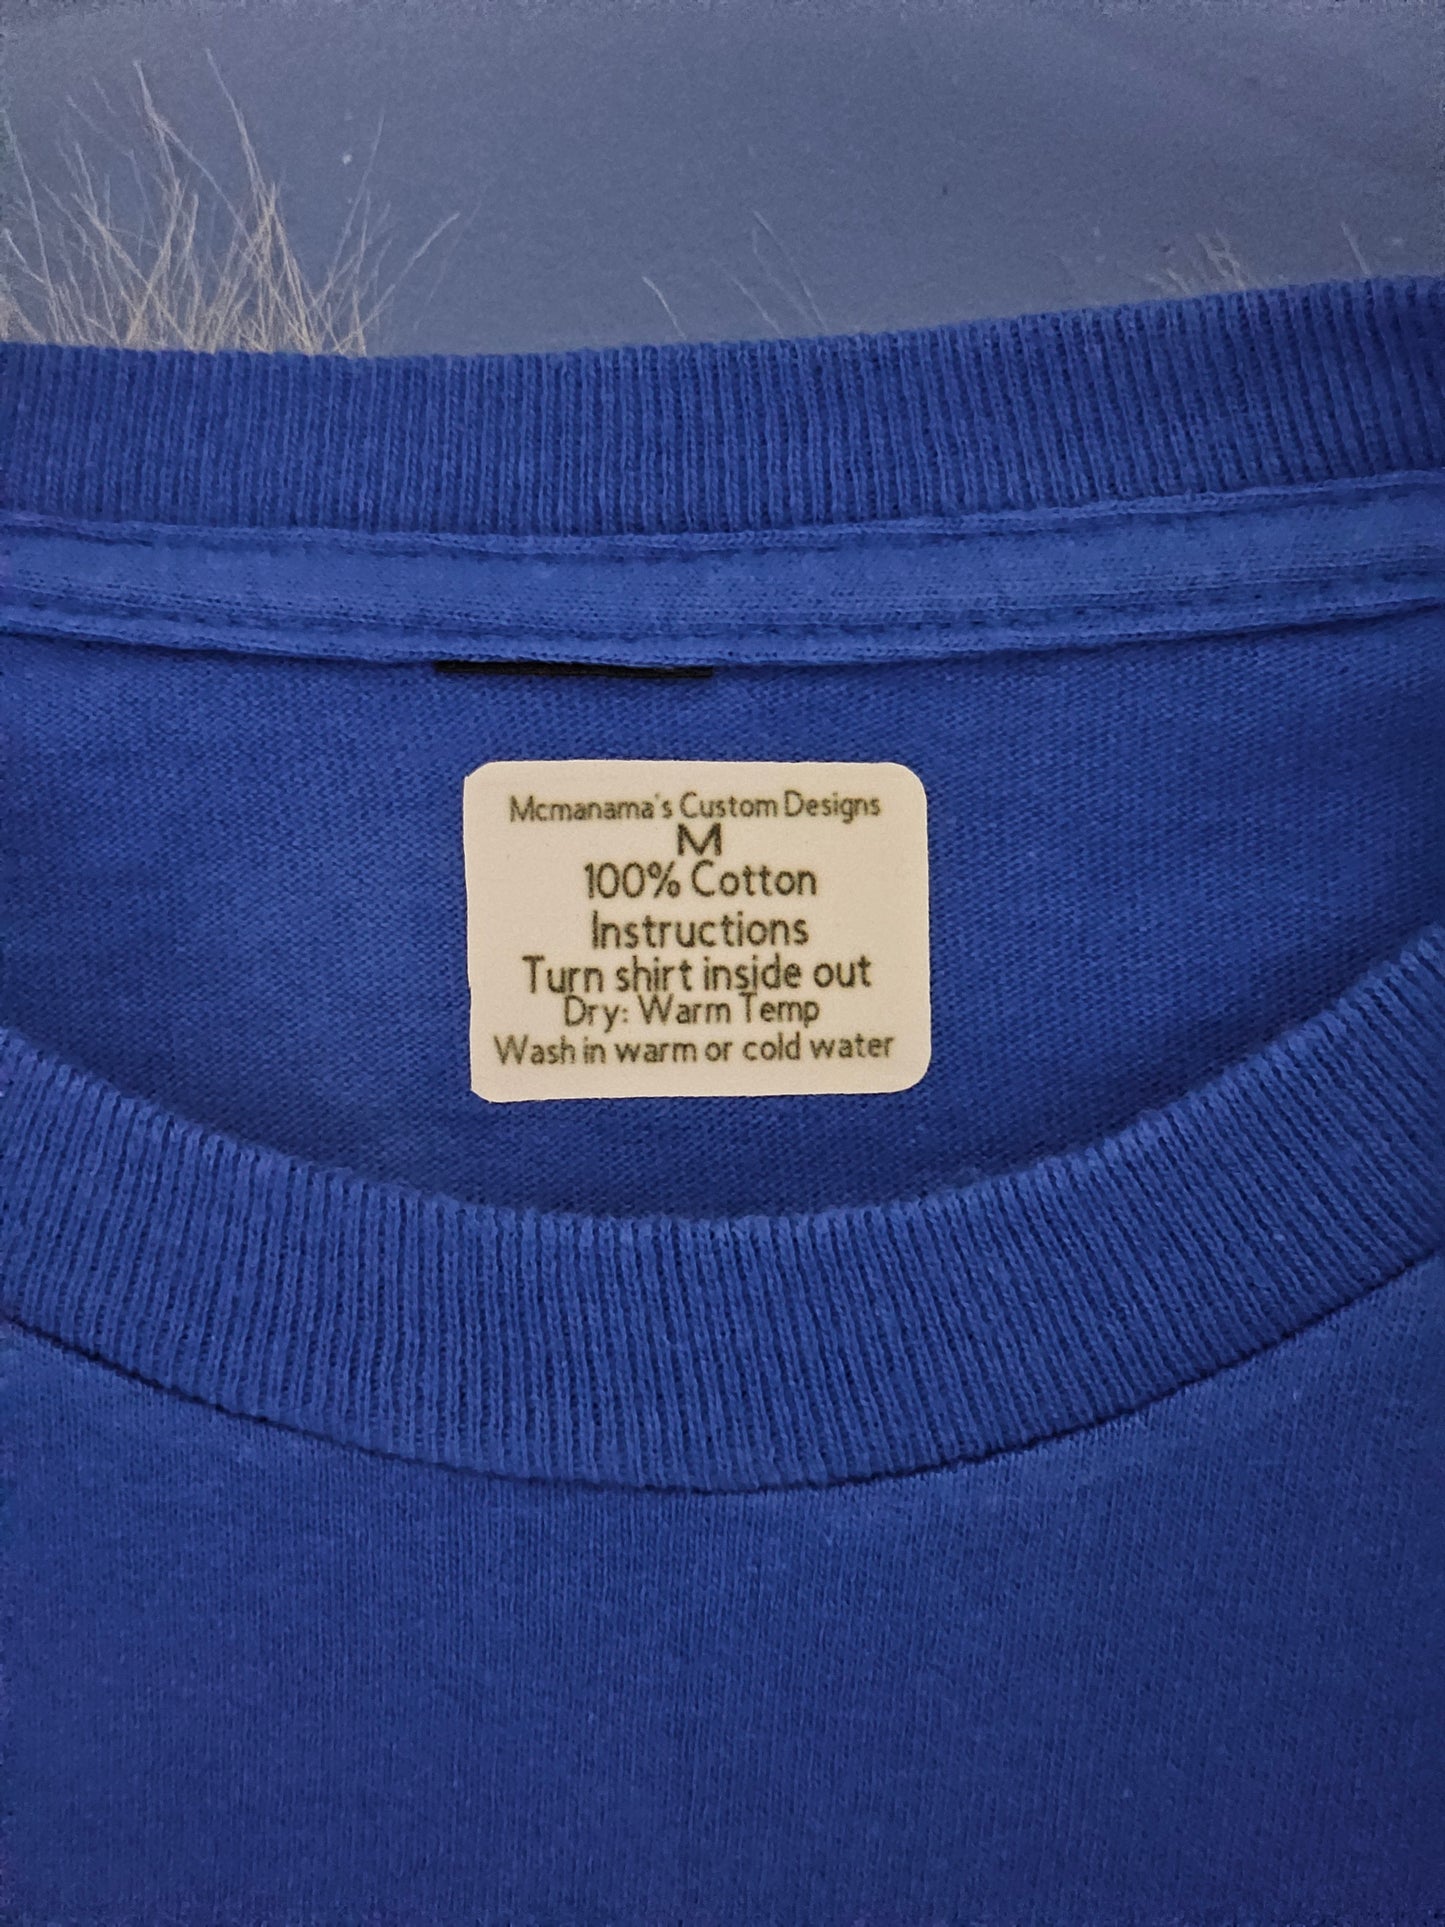 Mcmanama's Custom Designs
M
100% Cotton
Instructions
Turn shirt inside out
Dry: Warm Temp
Wash in warm or cold water